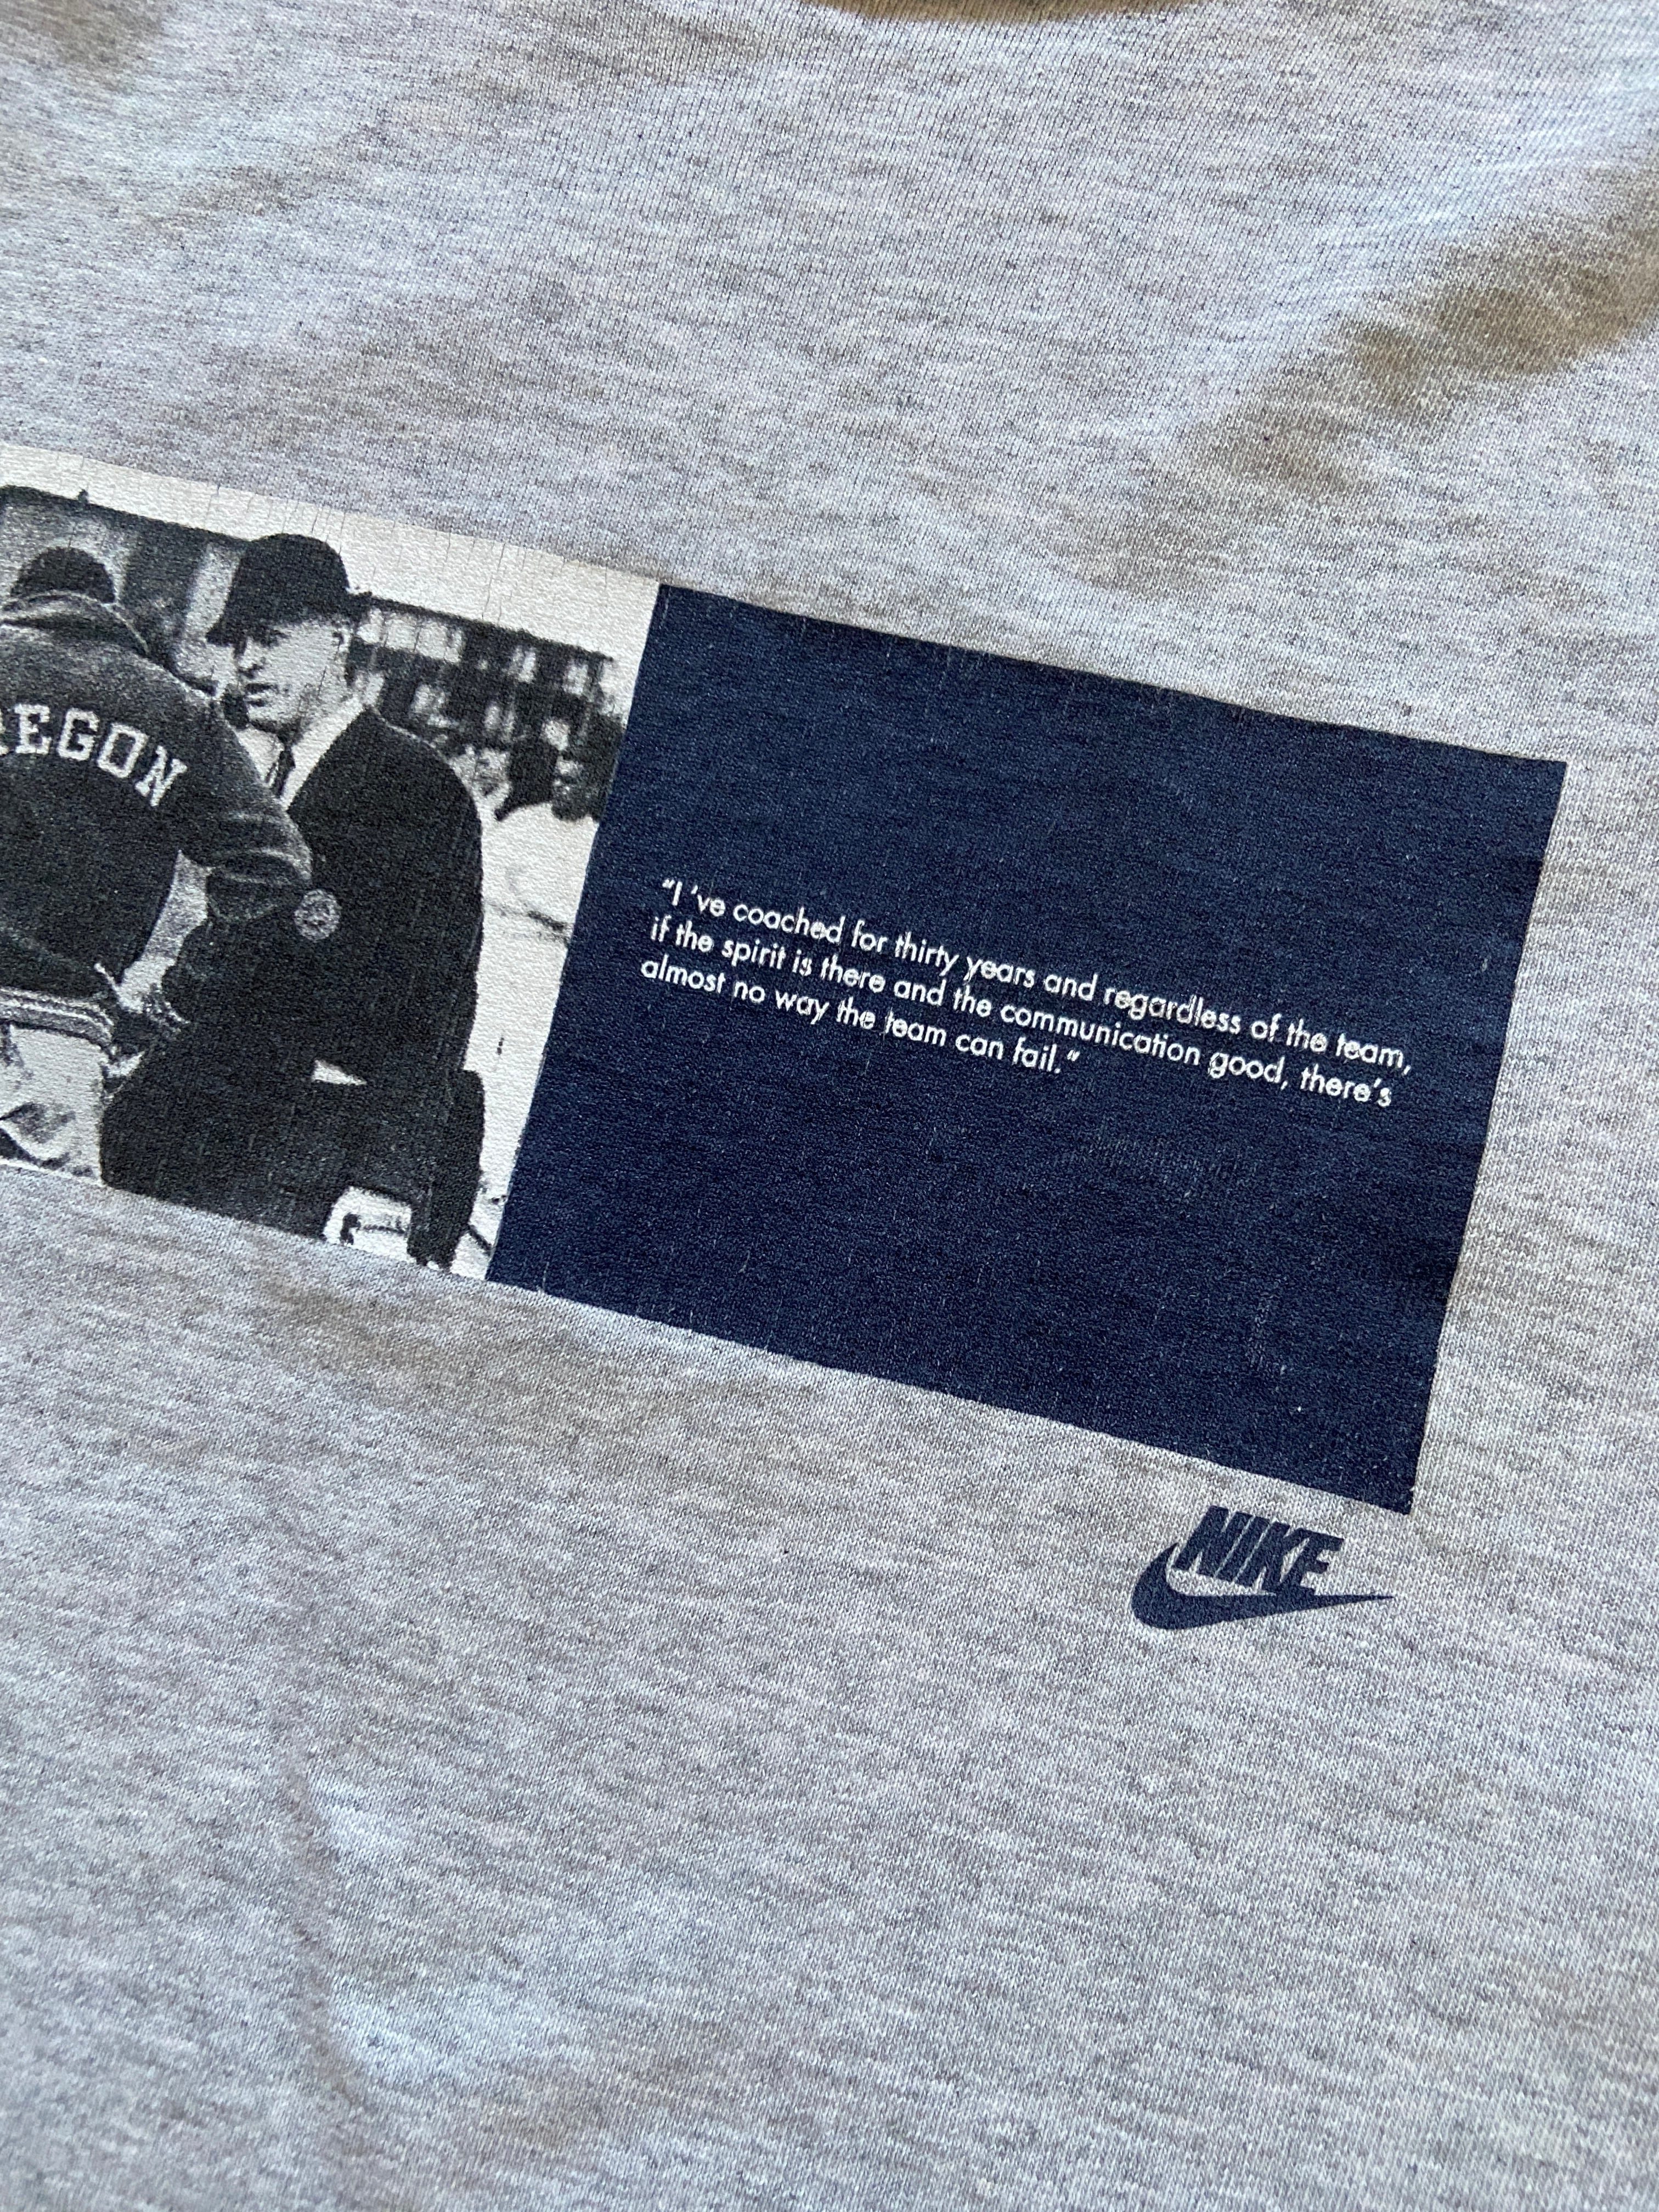 REGON
“I ’ve coached for thirty years and regardless of the team,
if the spirit is there and the communication good, there’s
almost no way the team can fail.”
NIKE